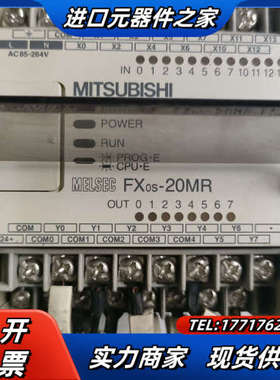 进口元器件之家
AC85-264V
L N X0 X2 X4 X6 X10 X12
COM X1 X3 X5 X7 X11 X13
IN 0 1 2 3 4 5 6 7 10 11 12
MITSUBISHI
POWER
RUN
PROG-E
CPU-E
MELSEC FX0S-20MR
OUT 0 1 2 3 4 5 6 7
COM Y0 Y1 Y2 Y3 Y4 Y6
24+ COM0 COM1 COM2 COM3 Y5 Y7
TEL:1771762
实力商家 现货供